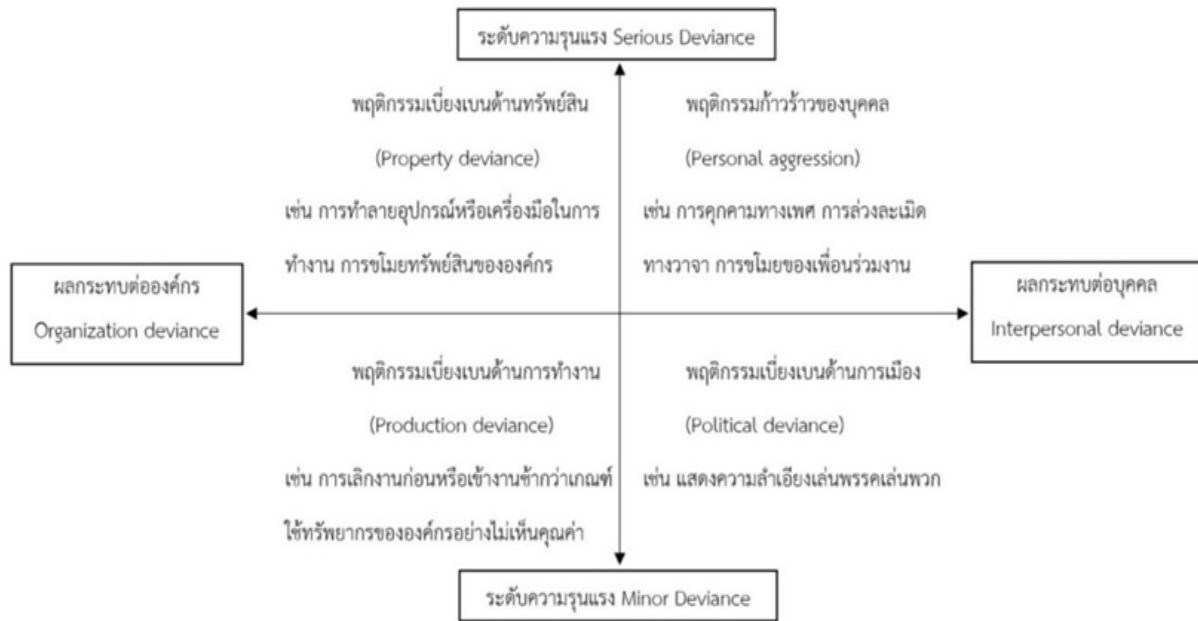 ระดับความรุนแรง Serious Deviance
พฤติกรรมเบี่ยงเบนด้านทรัพย์สิน
(Property deviance)
เช่น การทำลายอุปกรณ์หรือเครื่องมือในการ
ทำงาน การขโมยทรัพย์สินขององค์กร
พฤติกรรมก้าวร้าวของบุคคล
(Personal aggression)
เช่น การคุกคามทางเพศ การล่วงละเมิด
ทางวาจา การขโมยของเพื่อนร่วมงาน
ผลกระทบต่อองค์กร
Organization deviance
ผลกระทบต่อบุคคล
Interpersonal deviance
พฤติกรรมเบี่ยงเบนด้านการทำงาน
(Production deviance)
เช่น การเลิกงานก่อนหรือเข้างานช้ากว่าเกณฑ์
ใช้ทรัพยากรขององค์กรอย่างไม่เห็นคุณค่า
พฤติกรรมเบี่ยงเบนด้านการเมือง
(Political deviance)
เช่น แสดงความลำเอียงเล่นพรรคเล่นพวก
ระดับความรุนแรง Minor Deviance